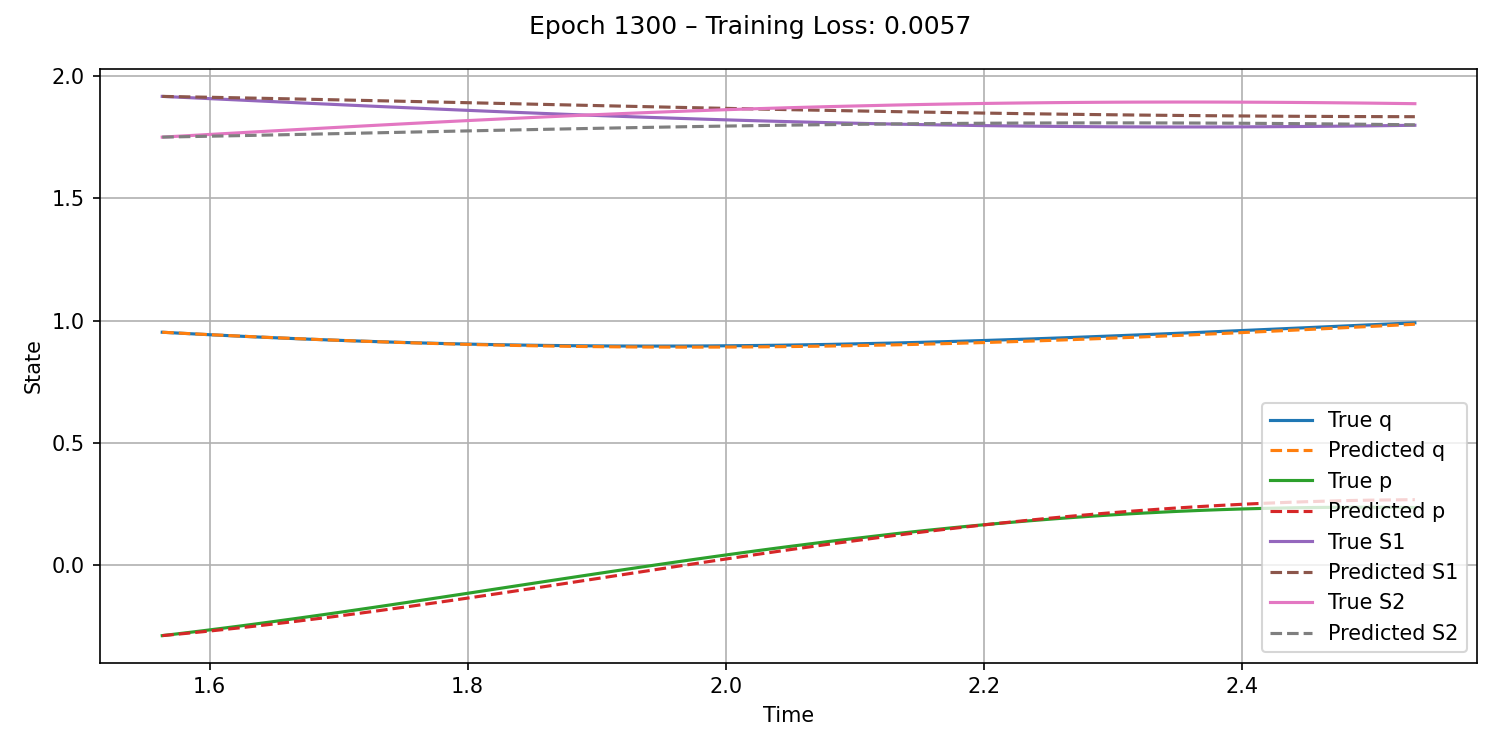 Epoch 1300 – Training Loss: 0.0057
2.0
1.5
1.0
0.5
0.0
State
True q
Predicted q
True p
Predicted p
True S1
Predicted S1
True S2
Predicted S2
1.6 1.8 2.0 2.2 2.4
Time